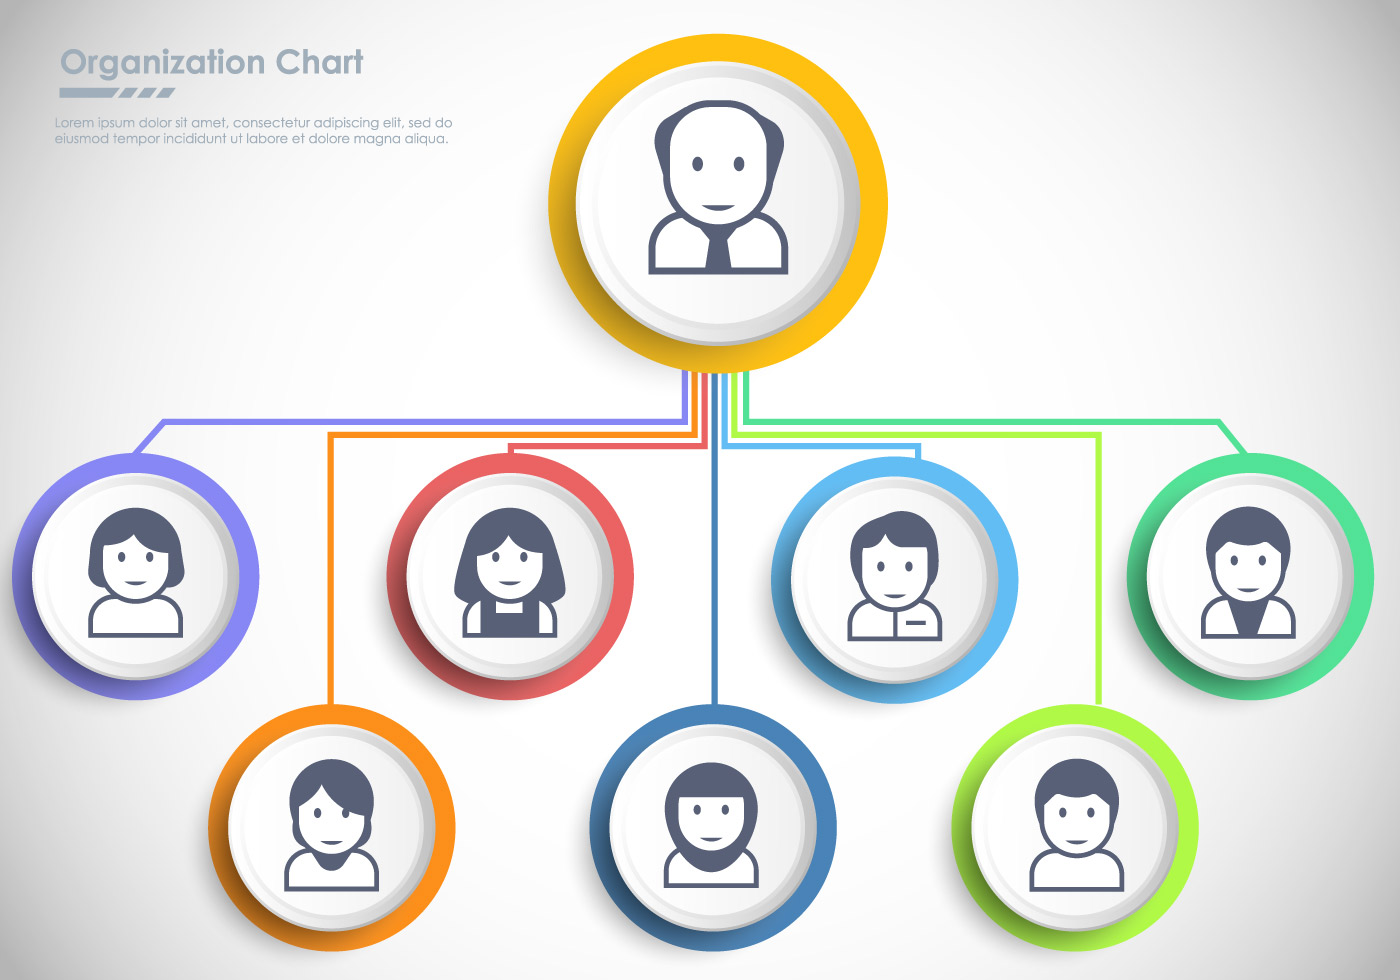 Organization Chart
Lorem ipsum dolor sit amet, consectetur adipiscing elit, sed do
eiusmod tempor incididunt ut labore et dolore magna aliqua.